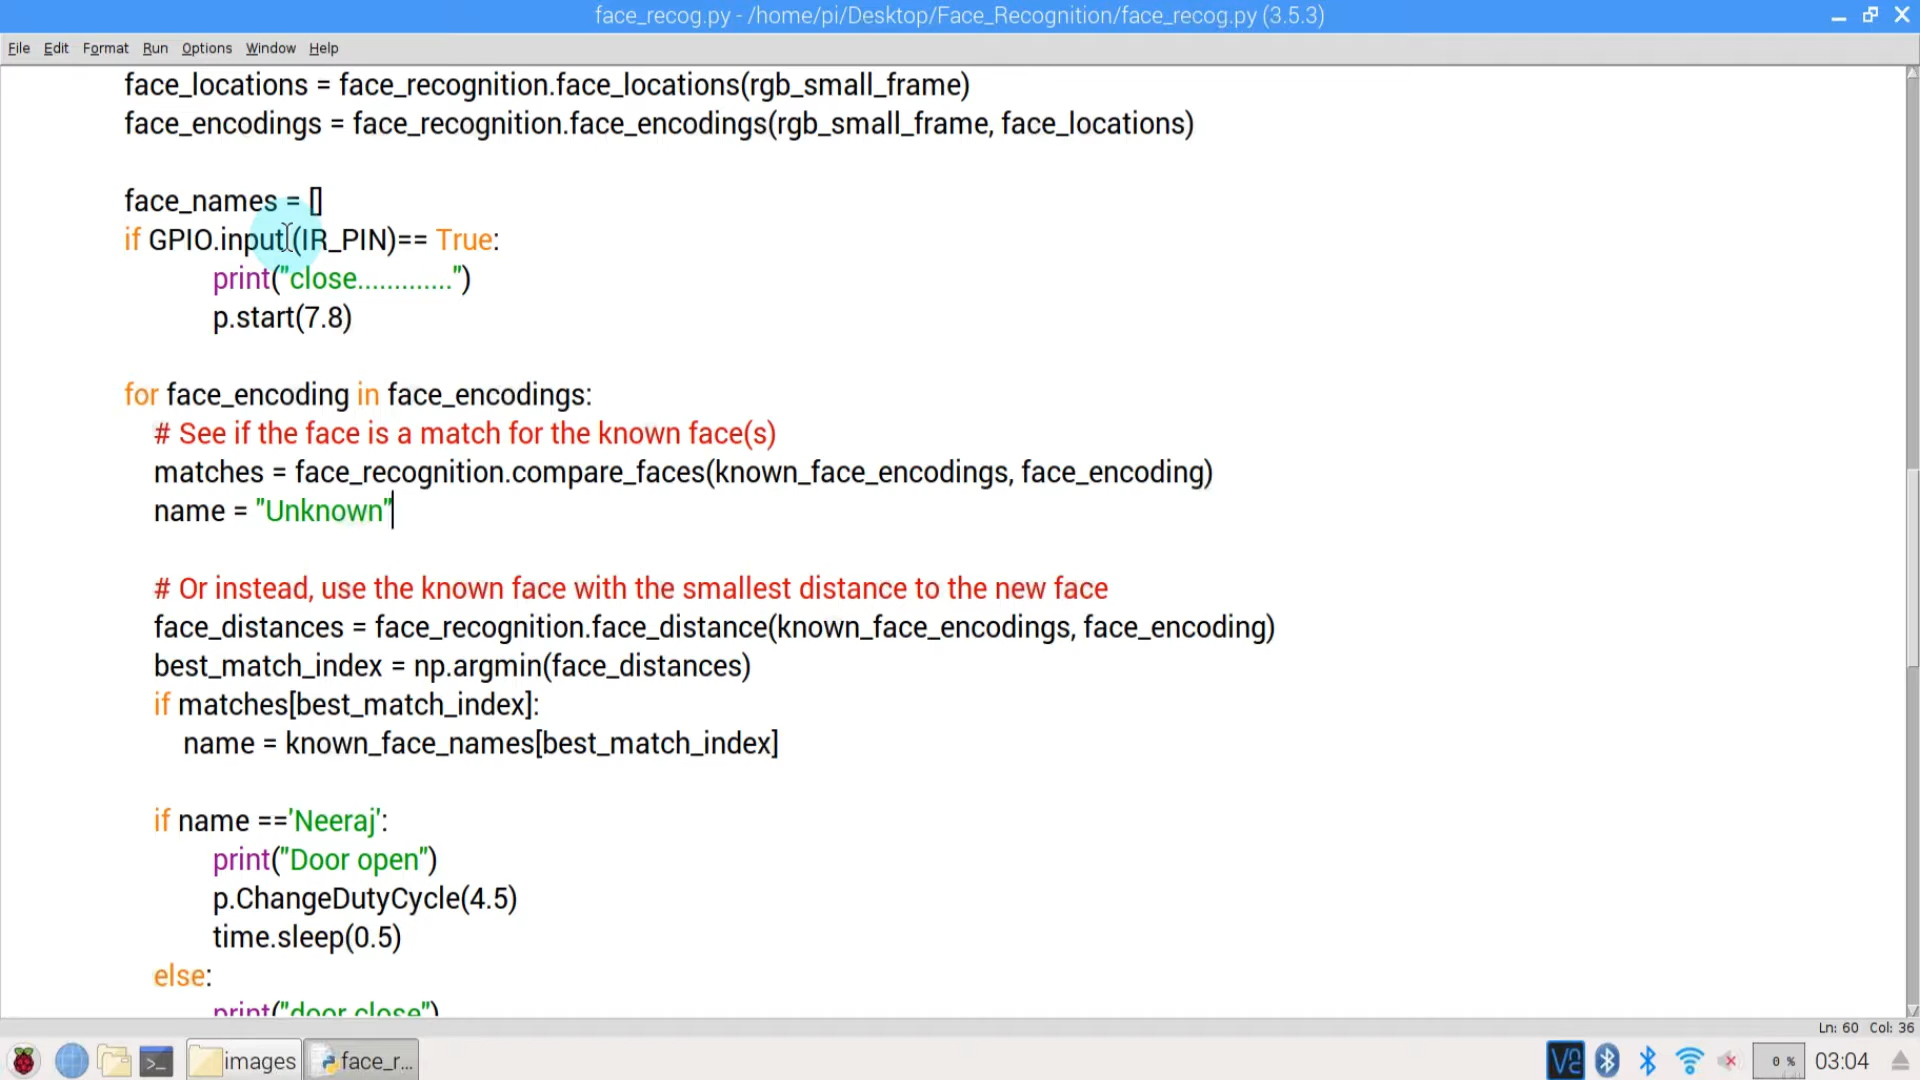 face_recog.py - /home/pi/Desktop/Face_Recognition/face_recog.py (3.5.3)
File Edit Format Run Options Window Help
face_locations = face_recognition.face_locations(rgb_small_frame)
face_encodings = face_recognition.face_encodings(rgb_small_frame, face_locations)
face_names = []
if GPIO.input (IR_PIN)== True:
print("close.............")
p.start(7.8)
for face_encoding in face_encodings:
# See if the face is a match for the known face(s)
matches = face_recognition.compare_faces(known_face_encodings, face_encoding)
name = "Unknown"
# Or instead, use the known face with the smallest distance to the new face
face_distances = face_recognition.face_distance(known_face_encodings, face_encoding)
best_match_index = np.argmin(face_distances)
if matches[best_match_index]:
name = known_face_names[best_match_index]
if name =='Neeraj':
print("Door open")
p.ChangeDutyCycle(4.5)
time.sleep(0.5)
else:
print("door close")
Ln: 60 Col: 36
images face_r... 0 % 03:04